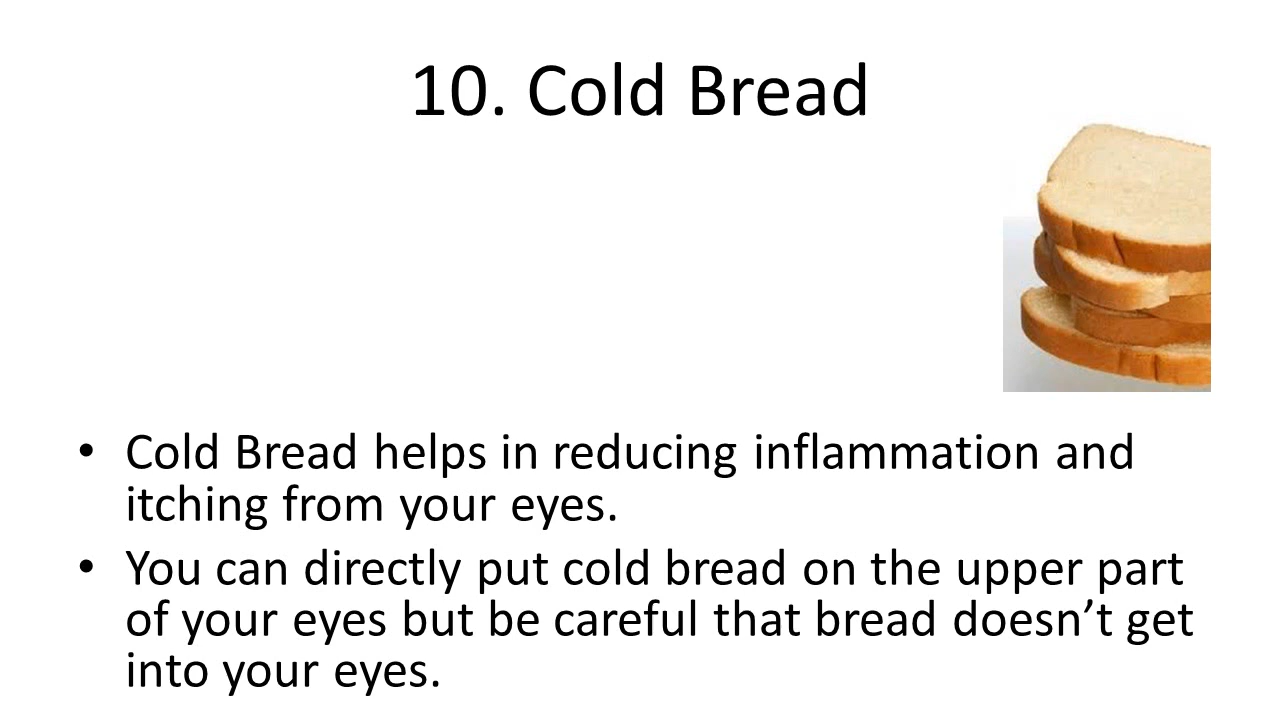 10. Cold Bread
• Cold Bread helps in reducing inflammation and
itching from your eyes.
• You can directly put cold bread on the upper part
of your eyes but be careful that bread doesn’t get
into your eyes.